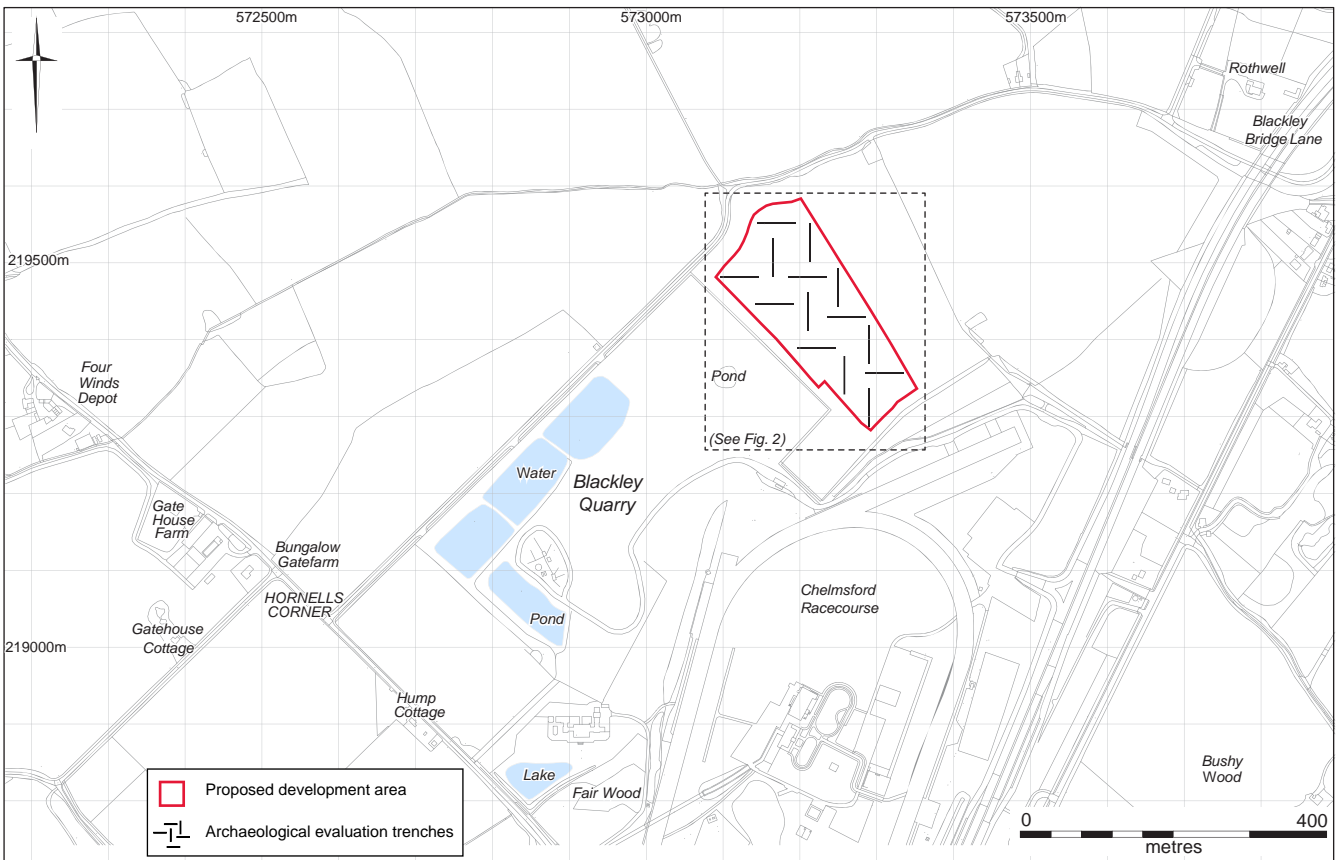 572500m
573000m
573500m
Rothwell
Blackley
Bridge Lane
219500m
Four
Winds
Depot
Pond
(See Fig. 2)
Water
Blackley
Quarry
Gate
House
Farm
Bungalow
Gatefarm
HORNELLS
CORNER
Chelmsford
Racecourse
Pond
Gatehouse
Cottage
219000m
Hump
Cottage
Lake
Fair Wood
Bushy
Wood
Proposed development area
Archaeological evaluation trenches
0
400
metres